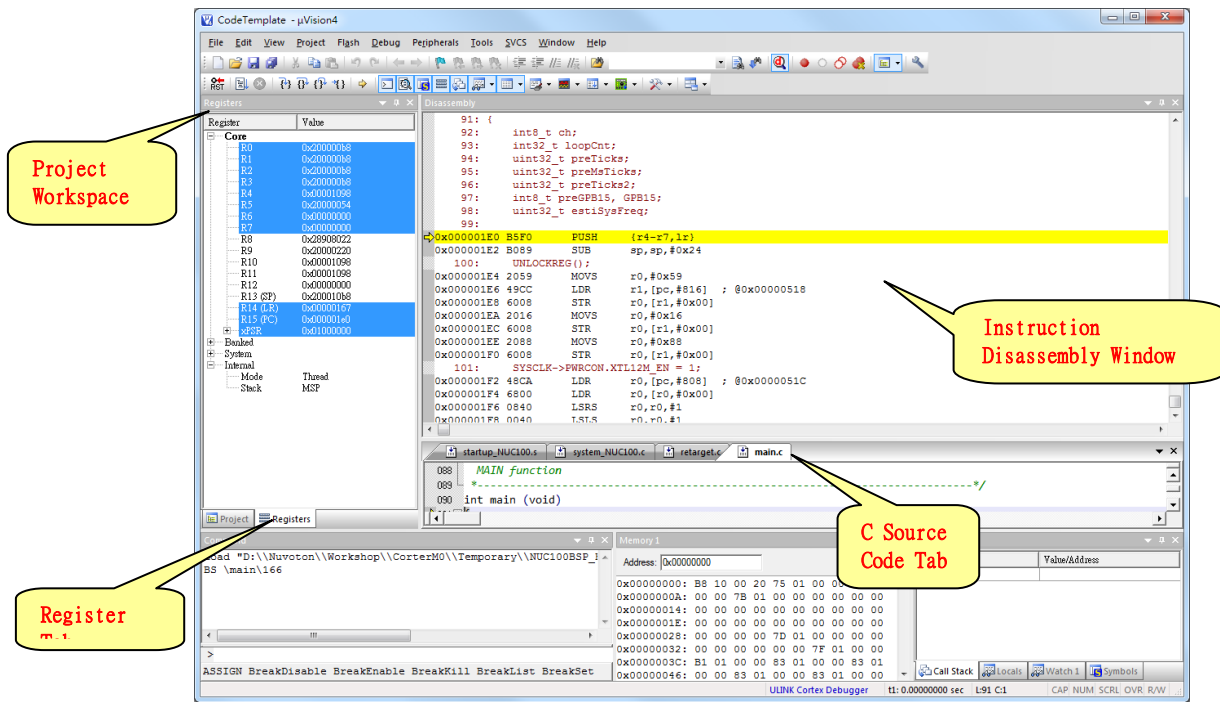 CodeTemplate - µVision4
File Edit View Project Flash Debug Peripherals Tools SVCS Window Help
RST
Registers
Register Value
Core
R0 0x200000b8
R1 0x200000b8
R2 0x200000b8
R3 0x200000b8
R4 0x00001098
R5 0x20000054
R6 0x00000000
R7 0x00000000
R8 0x28908022
R9 0x20000220
R10 0x00001098
R11 0x00001098
R12 0x00000000
R13 (SP) 0x200010b8
R14 (LR) 0x00000167
R15 (PC) 0x000001e0
xPSR 0x01000000
Banked
System
Internal
Mode Thread
Stack MSP
Project Registers
Disassembly
91: {
92: int8_t ch;
93: int32_t loopCnt;
94: uint32_t preTicks;
95: uint32_t preMsTicks;
96: uint32_t preTicks2;
97: int8_t preGPB15, GPB15;
98: uint32_t estiSysFreq;
99:
0x000001E0 B5F0 PUSH {r4-r7,lr}
0x000001E2 B089 SUB sp,sp,#0x24
100: UNLOCKREG();
0x000001E4 2059 MOVS r0,#0x59
0x000001E6 49CC LDR r1,[pc,#816] ; @0x00000518
0x000001E8 6008 STR r0,[r1,#0x00]
0x000001EA 2016 MOVS r0,#0x16
0x000001EC 6008 STR r0,[r1,#0x00]
0x000001EE 2088 MOVS r0,#0x88
0x000001F0 6008 STR r0,[r1,#0x00]
101: SYSCLK->PWRCON.XTL12M_EN = 1;
0x000001F2 48CA LDR r0,[pc,#808] ; @0x0000051C
0x000001F4 6800 LDR r0,[r0,#0x00]
0x000001F6 0840 LSRS r0,r0,#1
0x000001F8 0040 LSLS r0,r0,#1
startup_NUC100.s system_NUC100.c retarget.c main.c
088 MAIN function
089 *---------------------------------------------------------------------------*/
090 int main (void)
load "D:\\Nuvoton\\Workshop\\CorterM0\\Temporary\\NUC100BSP_
BS \main\166
>
ASSIGN BreakDisable BreakEnable BreakKill BreakList BreakSet
Memory 1
Address: 0x00000000
0x00000000: B8 10 00 20 75 01 00 00
0x0000000A: 00 00 7B 01 00 00 00 00 00 00
0x00000014: 00 00 00 00 00 00 00 00 00 00
0x0000001E: 00 00 00 00 00 00 00 00 00 00
0x00000028: 00 00 00 00 7D 01 00 00 00 00
0x00000032: 00 00 00 00 00 00 7F 01 00 00
0x0000003C: B1 01 00 00 83 01 00 00 83 01
0x00000046: 00 00 83 01 00 00 83 01 00 00
Value/Address
Call Stack Locals Watch 1 Symbols
ULINK Cortex Debugger t1: 0.00000000 sec L:91 C:1 CAP NUM SCRL OVR R/W
Project
Workspace
Instruction
Disassembly Window
C Source
Code Tab
Register